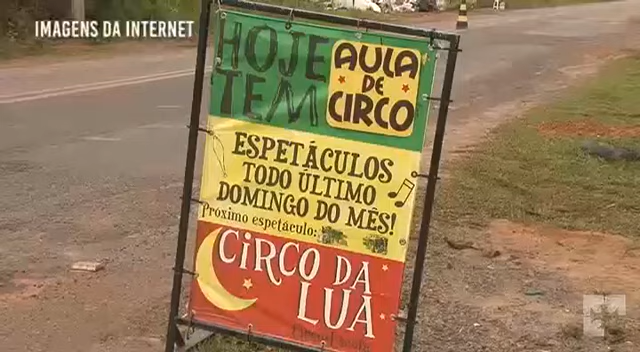 IMAGENS DA INTERNET
HOJE
TEM
AULA
DE
CIRCO
ESPETÁCULOS
TODO ÚLTIMO
DOMINGO DO MÊS!
Próximo espetáculo:
CIRCO DA
LUA